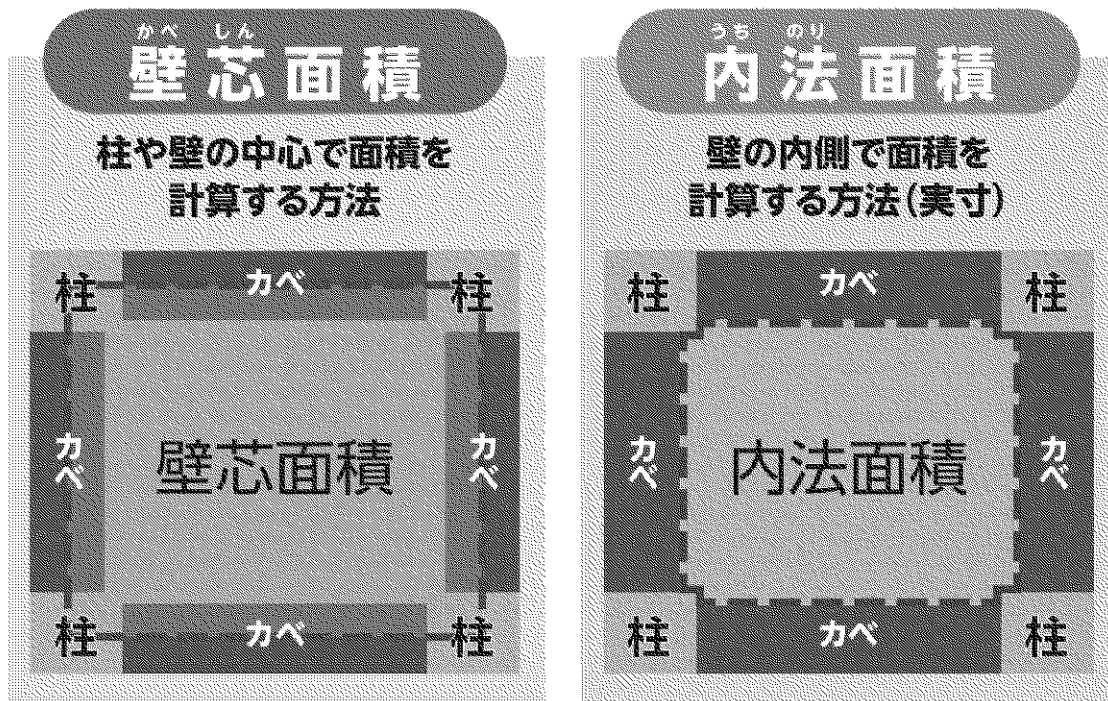 かべ しん
壁芯面積
柱や壁の中心で面積を
計算する方法
柱 カベ 柱
カベ 壁芯面積 カベ
柱 カベ 柱
うち のり
内法面積
壁の内側で面積を
計算する方法(実寸)
柱 カベ 柱
カベ 内法面積 カベ
柱 カベ 柱